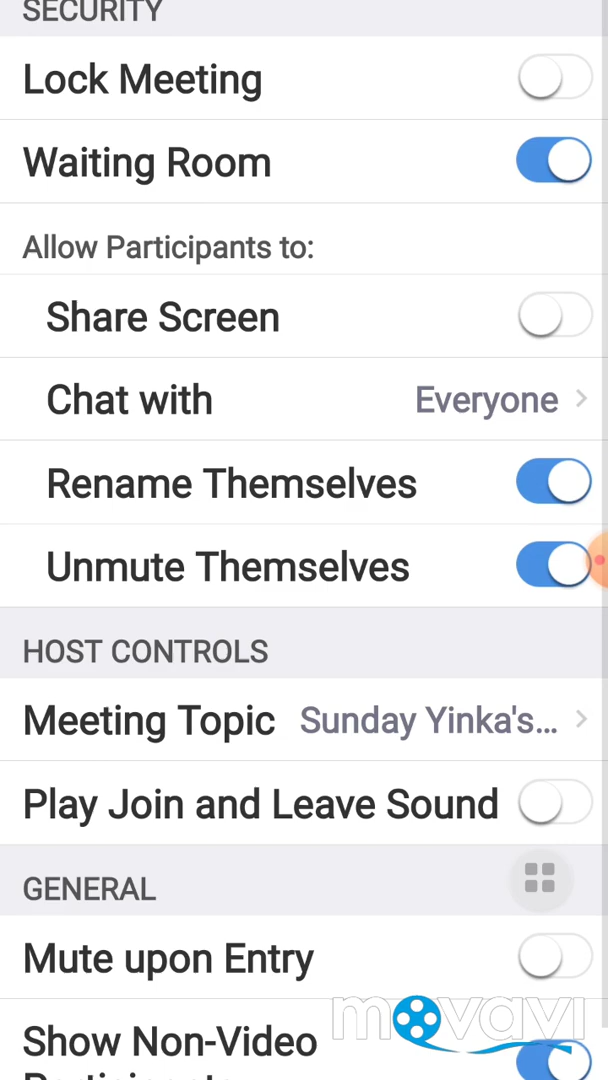 SECURITY
Lock Meeting
Waiting Room
Allow Participants to:
Share Screen
Chat with Everyone
Rename Themselves
Unmute Themselves
HOST CONTROLS
Meeting Topic Sunday Yinka's...
Play Join and Leave Sound
GENERAL
Mute upon Entry
movavi
Show Non-Video
Participants